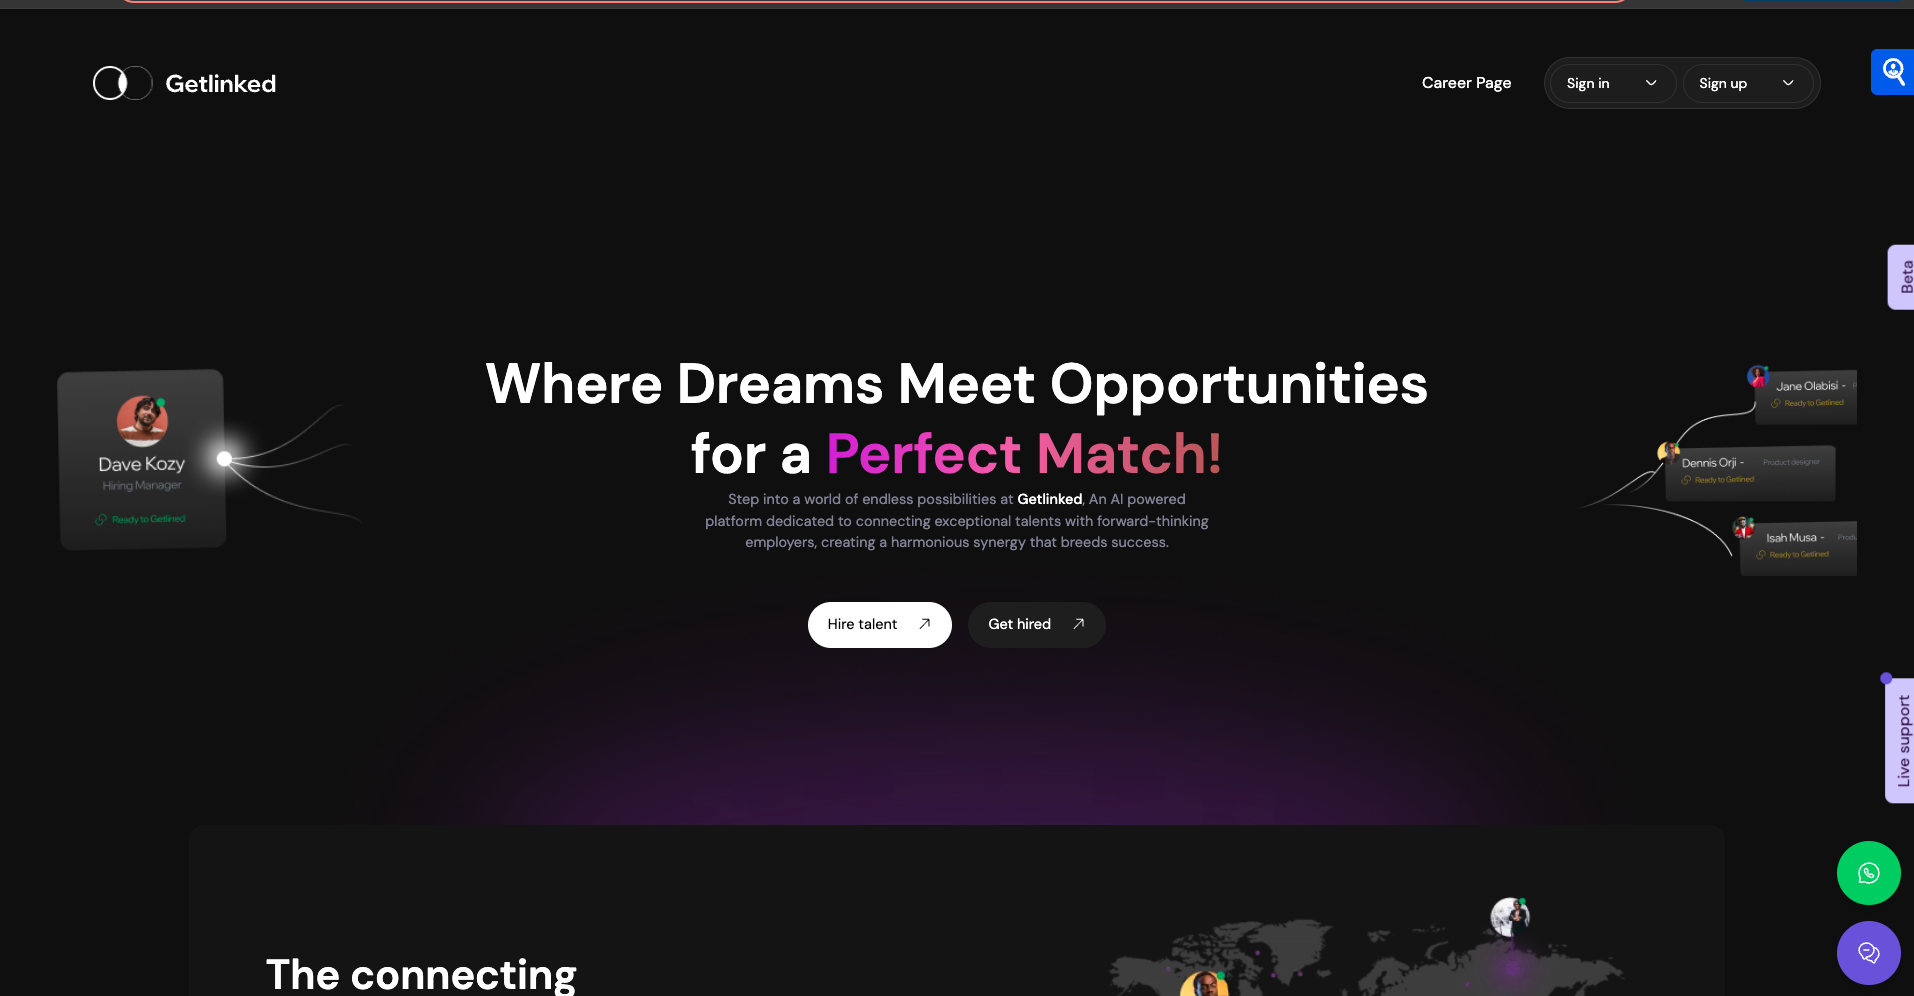 Getlinked
Career Page
Sign in
Sign up
Beta
Where Dreams Meet Opportunities
for a Perfect Match!
Step into a world of endless possibilities at Getlinked, An AI powered
platform dedicated to connecting exceptional talents with forward-thinking
employers, creating a harmonious synergy that breeds success.
Hire talent
Get hired
Dave Kozy
Hiring Manager
Ready to Getlined
Jane Olabisi -
Ready to Getlined
Dennis Orji - Product designer
Ready to Getlined
Isah Musa -
Ready to Getlined
Live support
The connecting